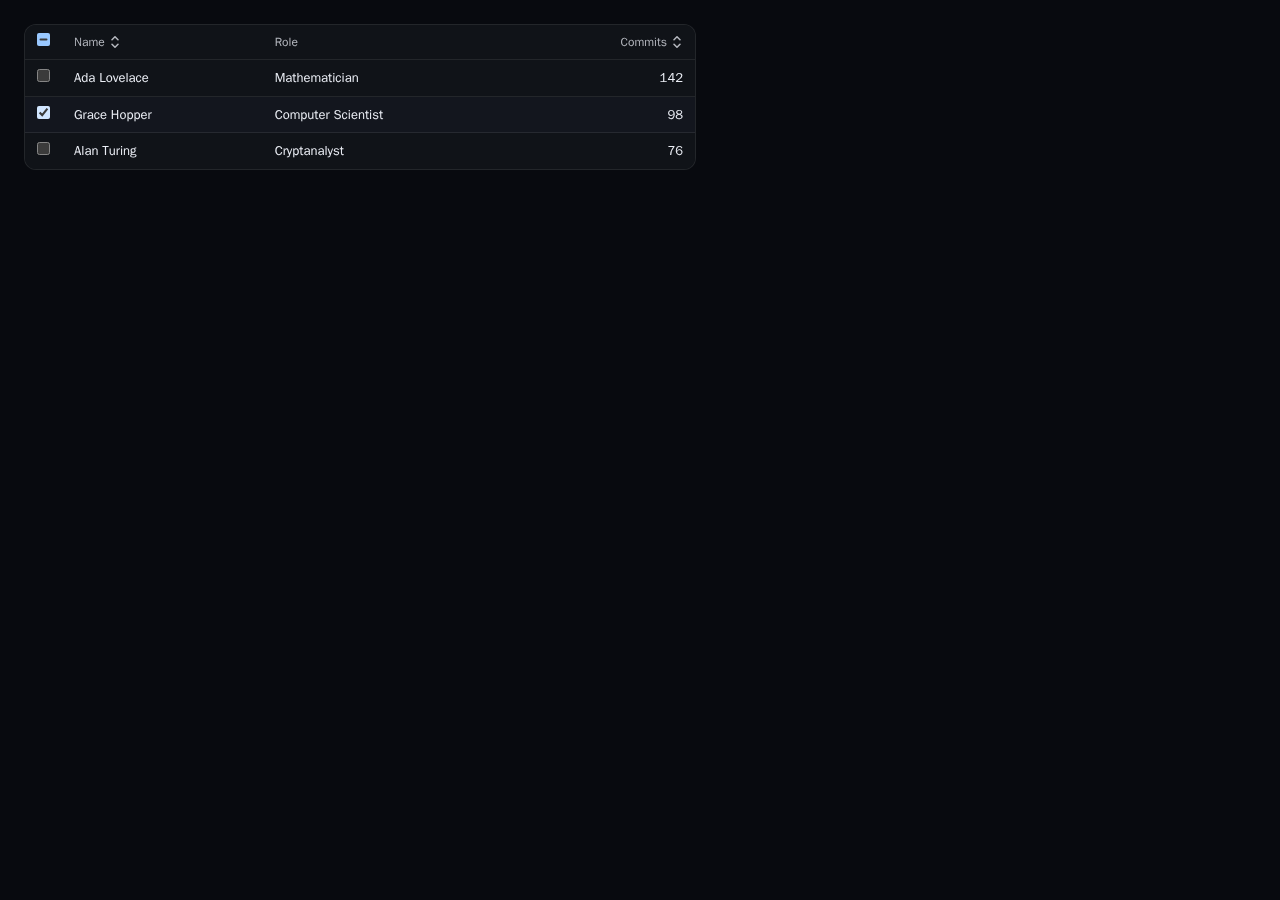 Name Role Commits
Ada Lovelace Mathematician 142
Grace Hopper Computer Scientist 98
Alan Turing Cryptanalyst 76